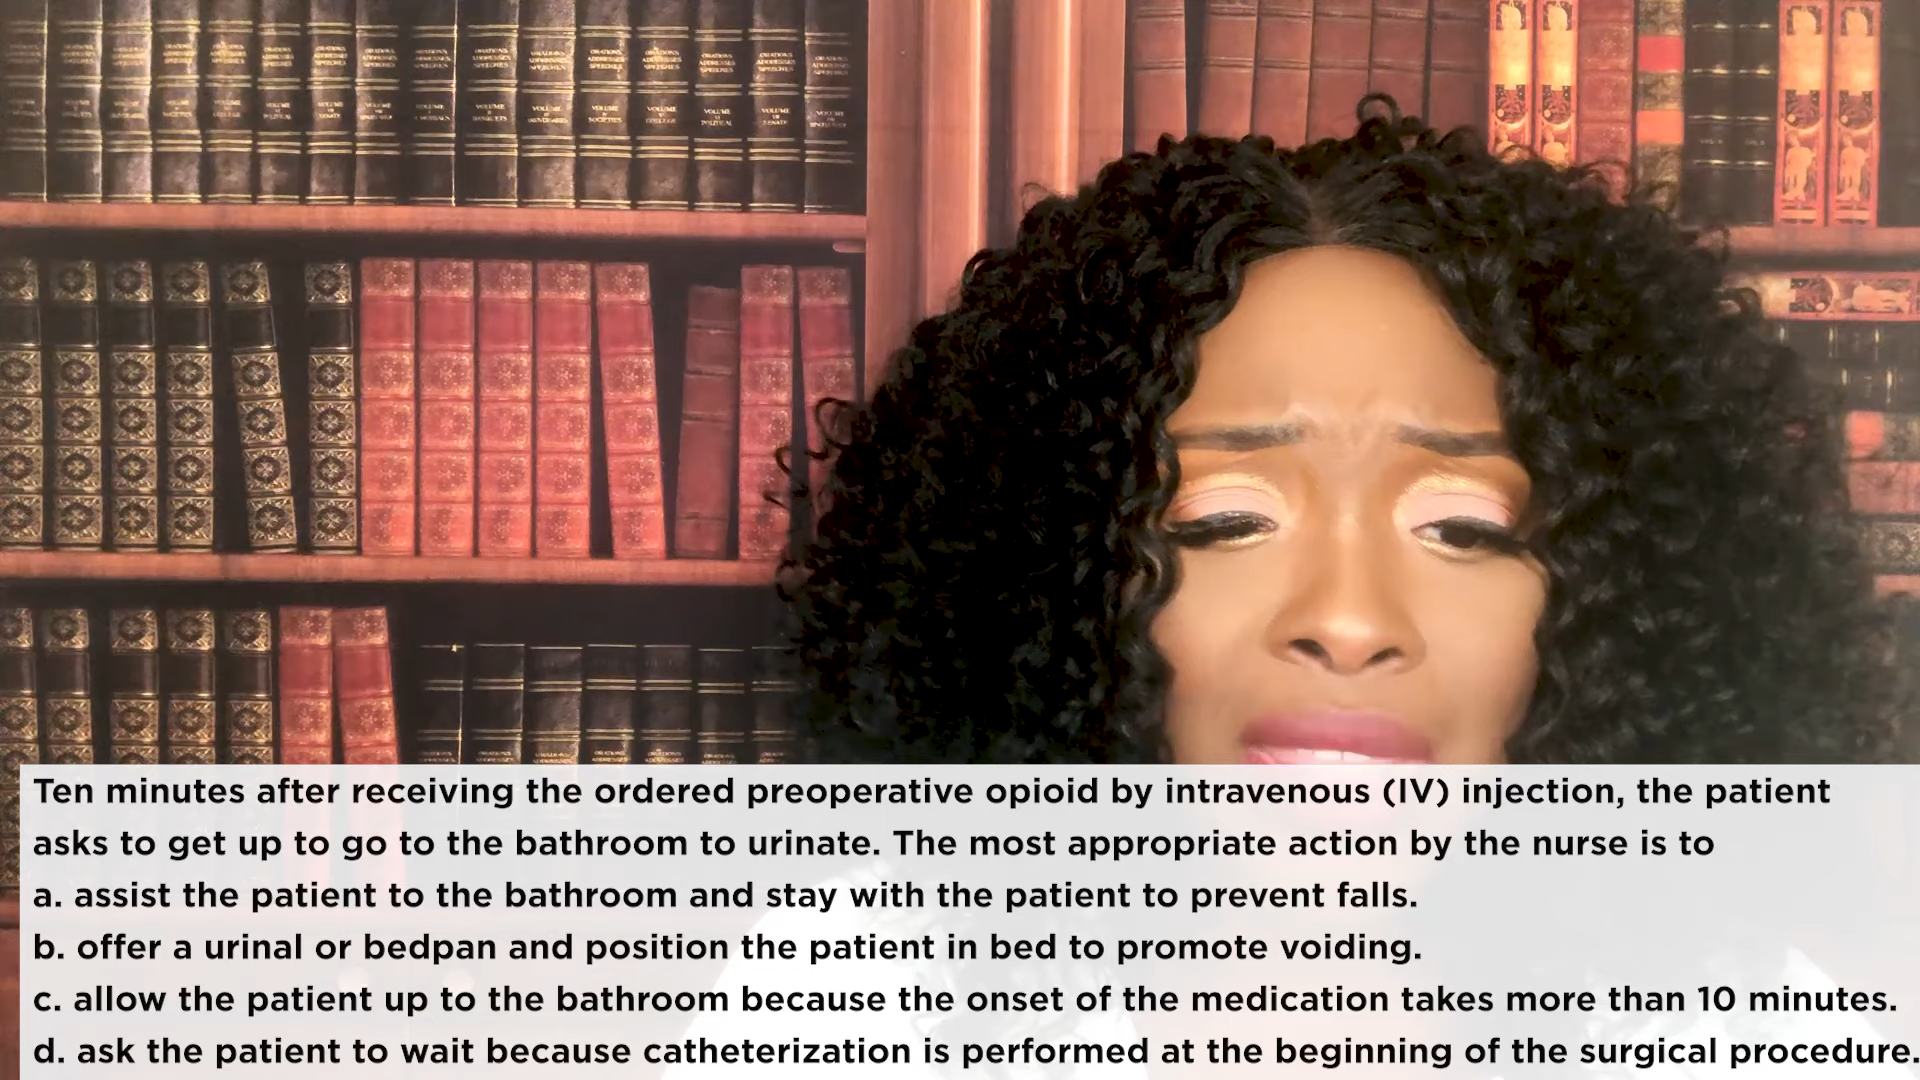 ORATIONS ADDRESSES SPEECHES
VOLUME
Ten minutes after receiving the ordered preoperative opioid by intravenous (IV) injection, the patient
asks to get up to go to the bathroom to urinate. The most appropriate action by the nurse is to
a. assist the patient to the bathroom and stay with the patient to prevent falls.
b. offer a urinal or bedpan and position the patient in bed to promote voiding.
c. allow the patient up to the bathroom because the onset of the medication takes more than 10 minutes.
d. ask the patient to wait because catheterization is performed at the beginning of the surgical procedure.